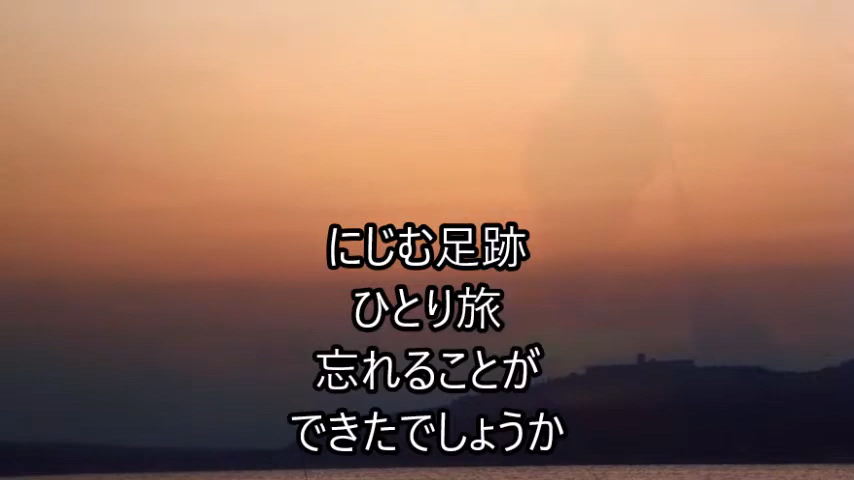 にじむ足跡
ひとり旅
忘れることが
できたでしょうか